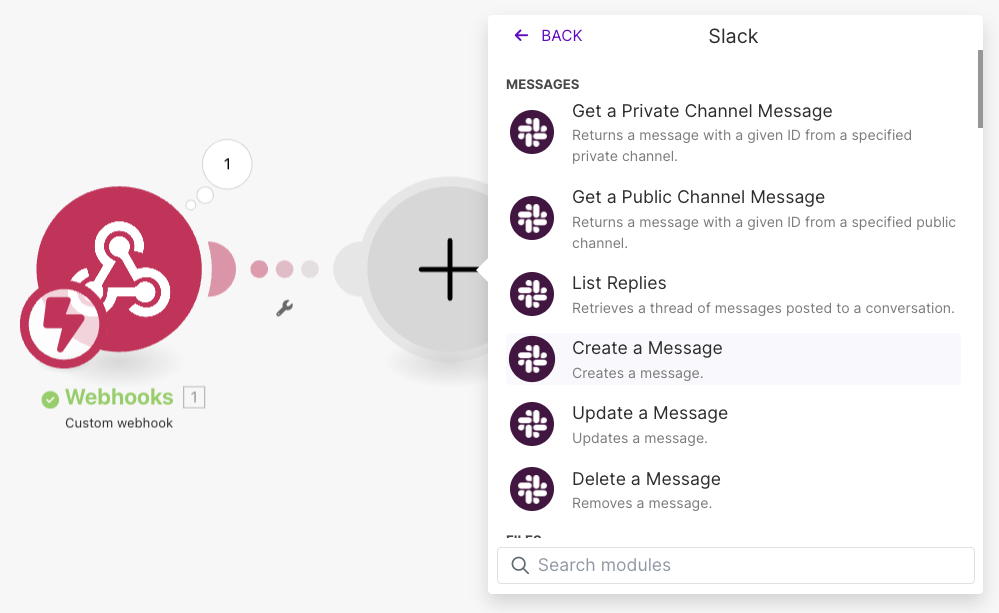 BACK
Slack
MESSAGES
Get a Private Channel Message
Returns a message with a given ID from a specified
private channel.
Get a Public Channel Message
Returns a message with a given ID from a specified public
channel.
List Replies
Retrieves a thread of messages posted to a conversation.
Create a Message
Creates a message.
Update a Message
Updates a message.
Delete a Message
Removes a message.
FILES
Search modules
1
Webhooks 1
Custom webhook